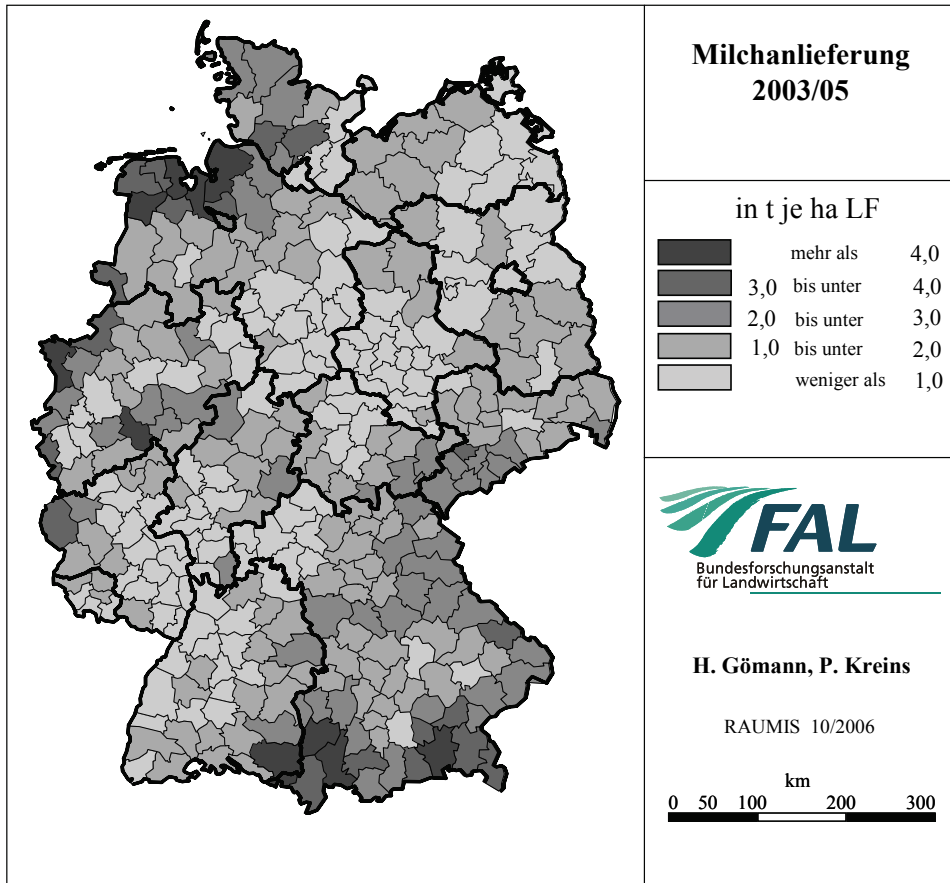 Milchanlieferung
2003/05
in t je ha LF
mehr als 4,0
3,0 bis unter 4,0
2,0 bis unter 3,0
1,0 bis unter 2,0
weniger als 1,0
FAL
Bundesforschungsanstalt
für Landwirtschaft
H. Gömann, P. Kreins
RAUMIS 10/2006
km
0 50 100 200 300